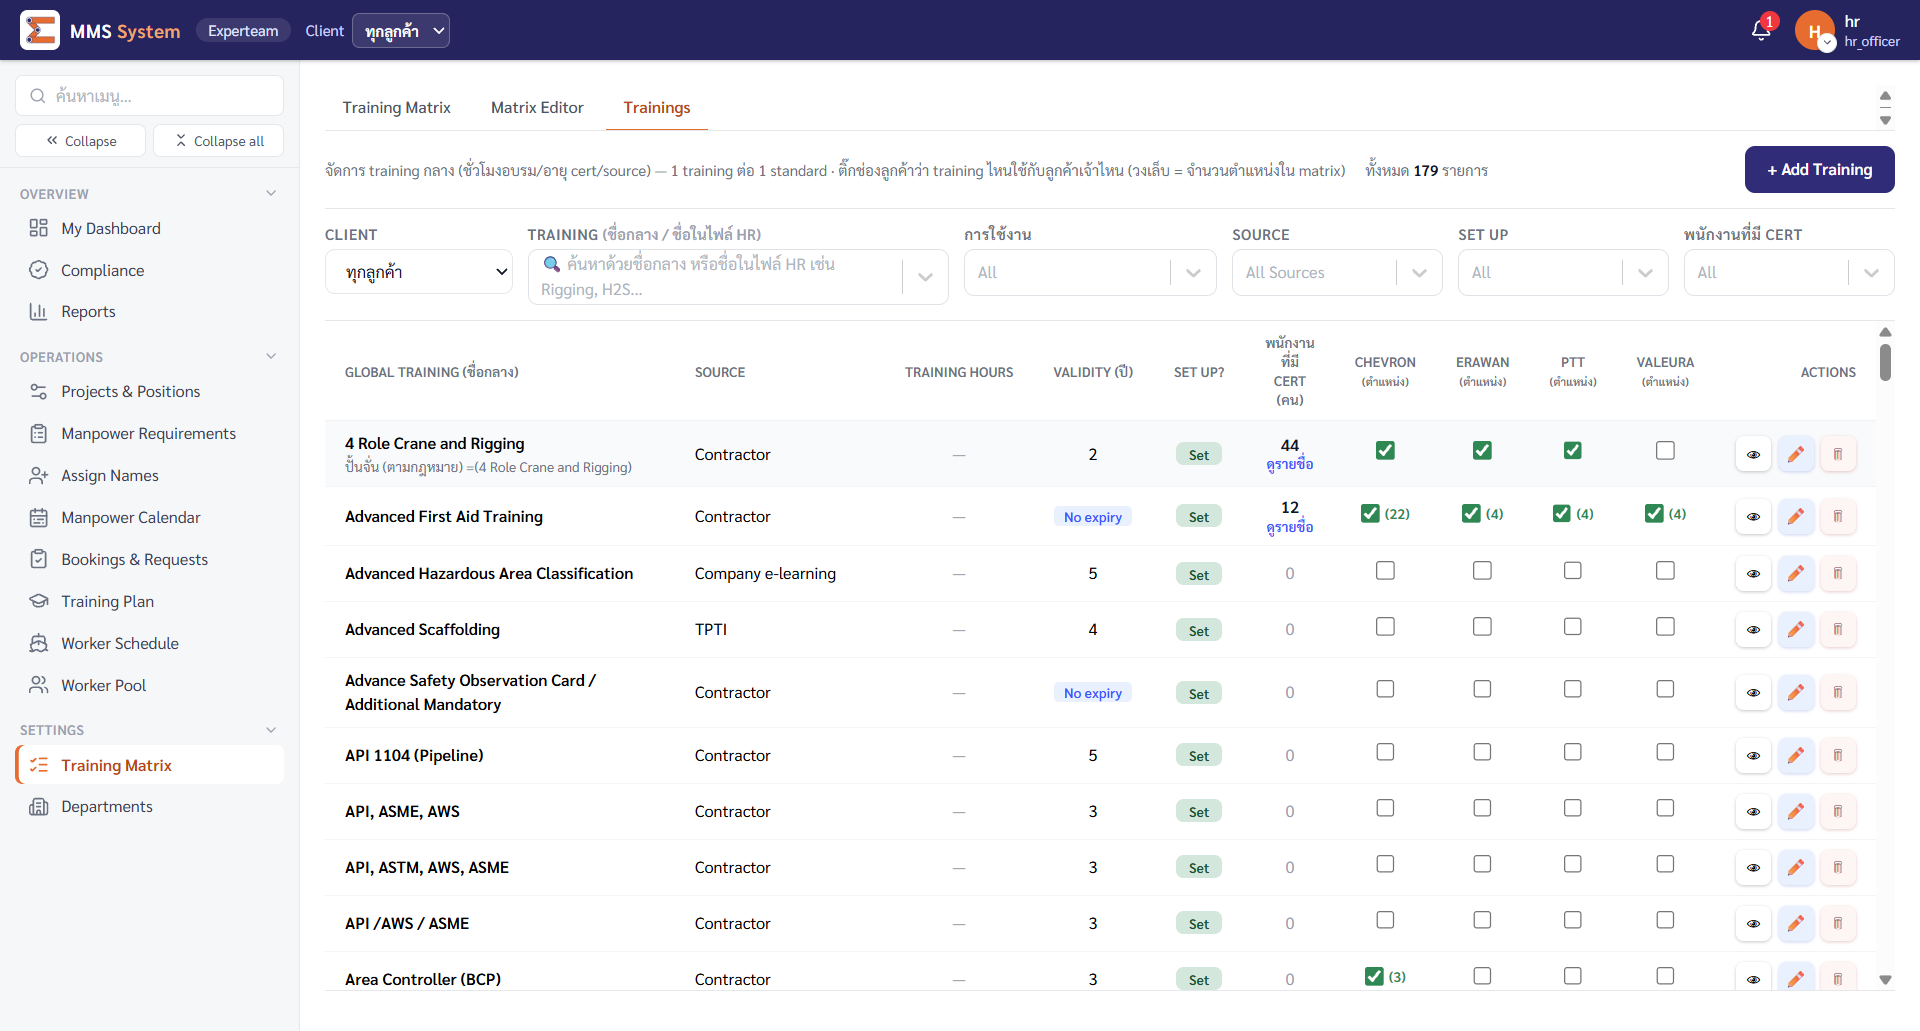 MMS System
Experteam
Client
ทุกลูกค้า
1
H
hr
hr_officer
ค้นหาเมนู...
Collapse
Collapse all
OVERVIEW
My Dashboard
Compliance
Reports
OPERATIONS
Projects & Positions
Manpower Requirements
Assign Names
Manpower Calendar
Bookings & Requests
Training Plan
Worker Schedule
Worker Pool
SETTINGS
Training Matrix
Departments
Training Matrix
Matrix Editor
Trainings
จัดการ training กลาง (ชั่วโมงอบรม/อายุ cert/source) — 1 training ต่อ 1 standard · ติ๊กช่องลูกค้าว่า training ไหนใช้กับลูกค้าเจ้าไหน (วงเล็บ = จำนวนตำแหน่งใน matrix) ทั้งหมด 179 รายการ
+ Add Training
CLIENT
ทุกลูกค้า
TRAINING (ชื่อกลาง / ชื่อในไฟล์ HR)
ค้นหาด้วยชื่อกลาง หรือชื่อในไฟล์ HR เช่น
Rigging, H2S...
การใช้งาน
All
SOURCE
All Sources
SET UP
All
พนักงานที่มี CERT
All
GLOBAL TRAINING (ชื่อกลาง)
SOURCE
TRAINING HOURS
VALIDITY (ปี)
SET UP?
พนักงาน
ที่มี
CERT
(คน)
CHEVRON
(ตำแหน่ง)
ERAWAN
(ตำแหน่ง)
PTT
(ตำแหน่ง)
VALEURA
(ตำแหน่ง)
ACTIONS
4 Role Crane and Rigging
ปั้นจั่น (ตามกฎหมาย) =(4 Role Crane and Rigging)
Contractor — 2 Set 44
ดูรายชื่อ
Advanced First Aid Training Contractor — No expiry Set 12
ดูรายชื่อ
(22) (4) (4) (4)
Advanced Hazardous Area Classification Company e-learning — 5 Set 0
Advanced Scaffolding TPTI — 4 Set 0
Advance Safety Observation Card /
Additional Mandatory
Contractor — No expiry Set 0
API 1104 (Pipeline) Contractor — 5 Set 0
API, ASME, AWS Contractor — 3 Set 0
API, ASTM, AWS, ASME Contractor — 3 Set 0
API /AWS / ASME Contractor — 3 Set 0
Area Controller (BCP) Contractor — 3 Set 0 (3)